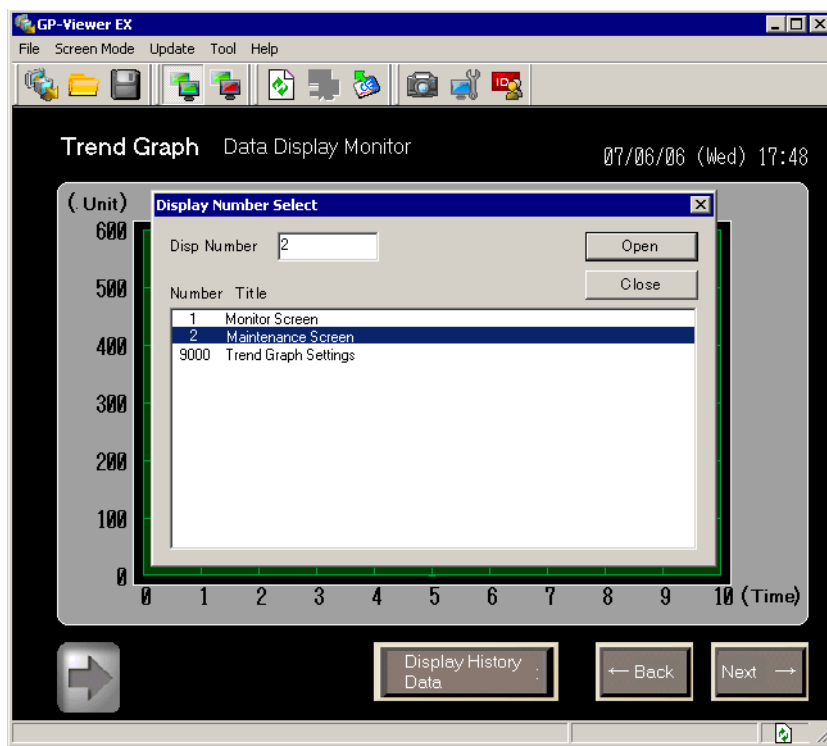 GP-Viewer EX
File Screen Mode Update Tool Help
ID
Trend Graph Data Display Monitor
07/06/06 (Wed) 17:48
(. Unit)
Display Number Select
Disp Number 2
Open
Close
Number Title
1 Monitor Screen
2 Maintenance Screen
9000 Trend Graph Settings
600
500
400
300
200
100
0
0 1 2 3 4 5 6 7 8 9 10 (Time)
Display History :
Data
← Back
Next →